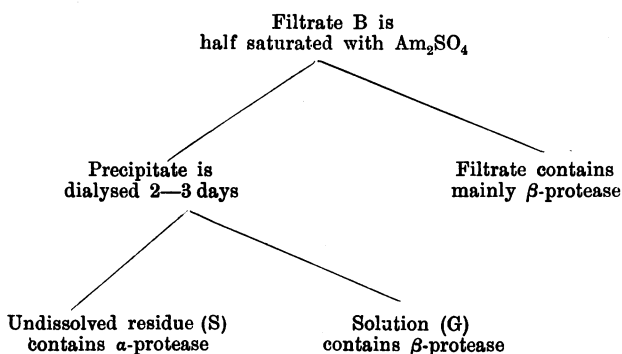 Filtrate B is
half saturated with Am₂SO₄
Precipitate is
dialysed 2—3 days
Filtrate contains
mainly β-protease
Undissolved residue (S)
contains α-protease
Solution (G)
contains β-protease